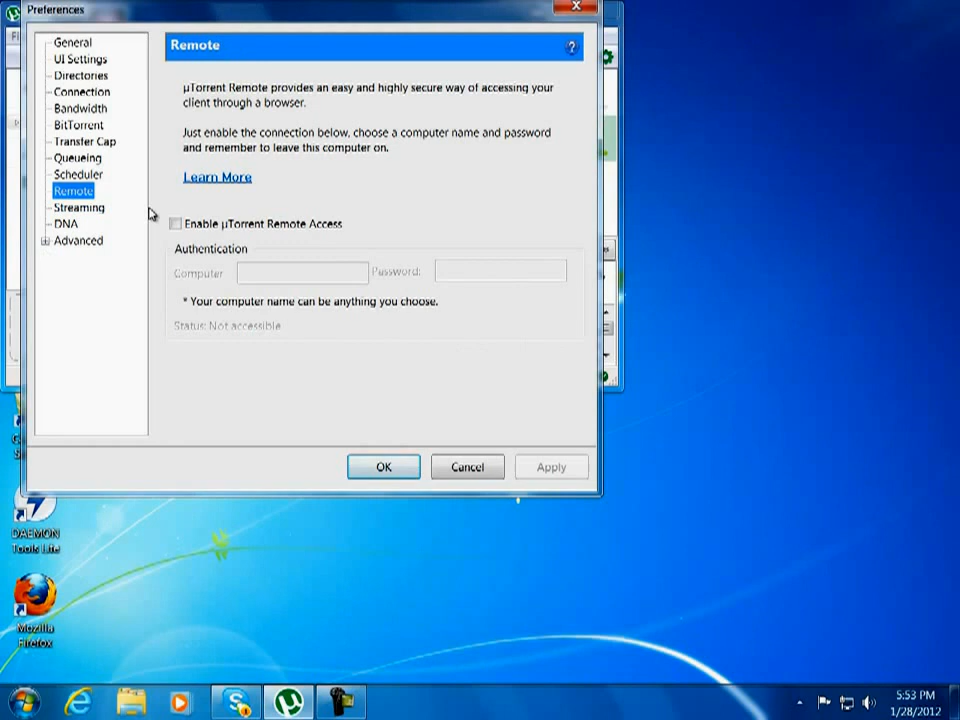 Preferences
General
UI Settings
Directories
Connection
Bandwidth
BitTorrent
Transfer Cap
Queueing
Scheduler
Remote
Streaming
DNA
Advanced
Remote
?
µTorrent Remote provides an easy and highly secure way of accessing your
client through a browser.
Just enable the connection below, choose a computer name and password
and remember to leave this computer on.
Learn More
Enable µTorrent Remote Access
Authentication
Computer
Password:
* Your computer name can be anything you choose.
Status: Not accessible
OK
Cancel
Apply
DAEMON
Tools Lite
Mozilla
Firefox
5:53 PM
1/28/2012